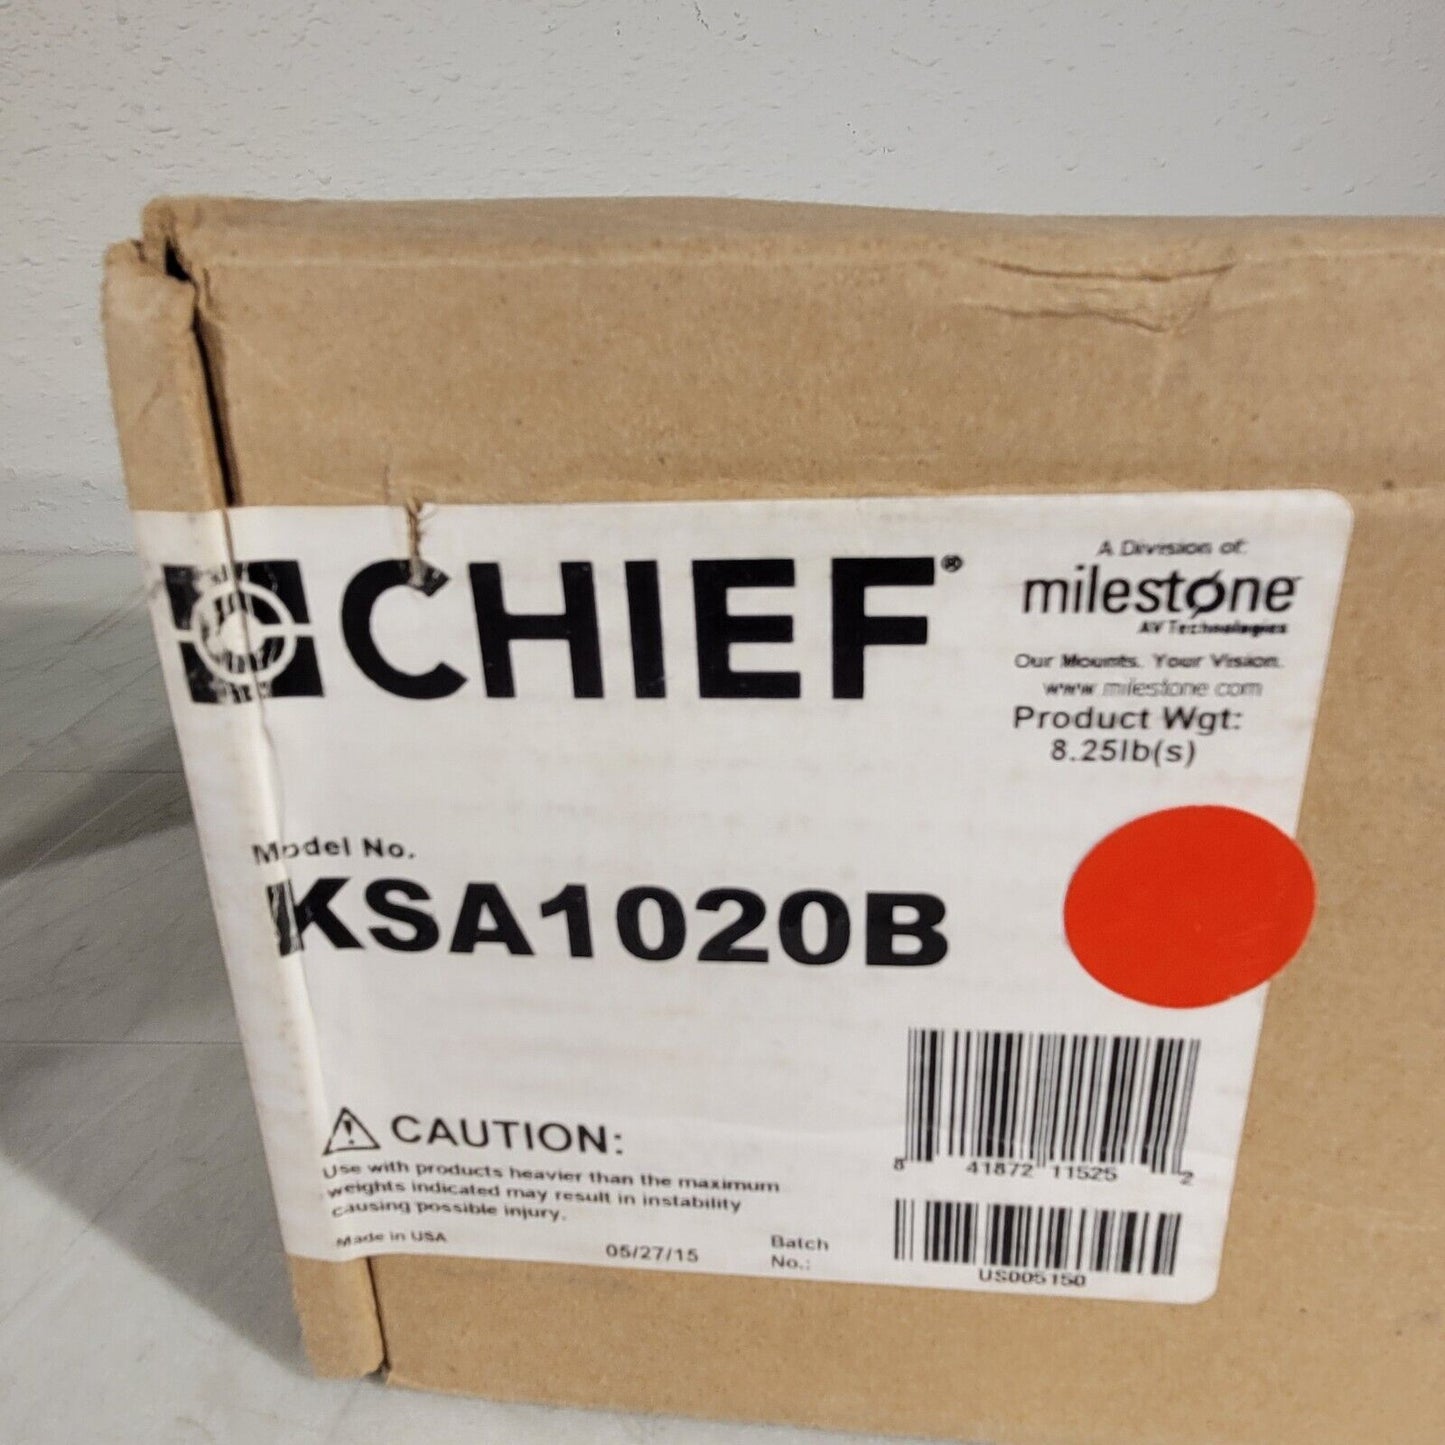 CHIEF®
A Division of:
milestone
AV Technologies
Our Mounts. Your Vision.
www.milestone.com
Product Wgt:
8.25lb(s)
Model No.
KSA1020B
8 41872 11525 2
CAUTION:
Use with products heavier than the maximum
weights indicated may result in instability
causing possible injury.
Made in USA
05/27/15
Batch
No.:
US005150